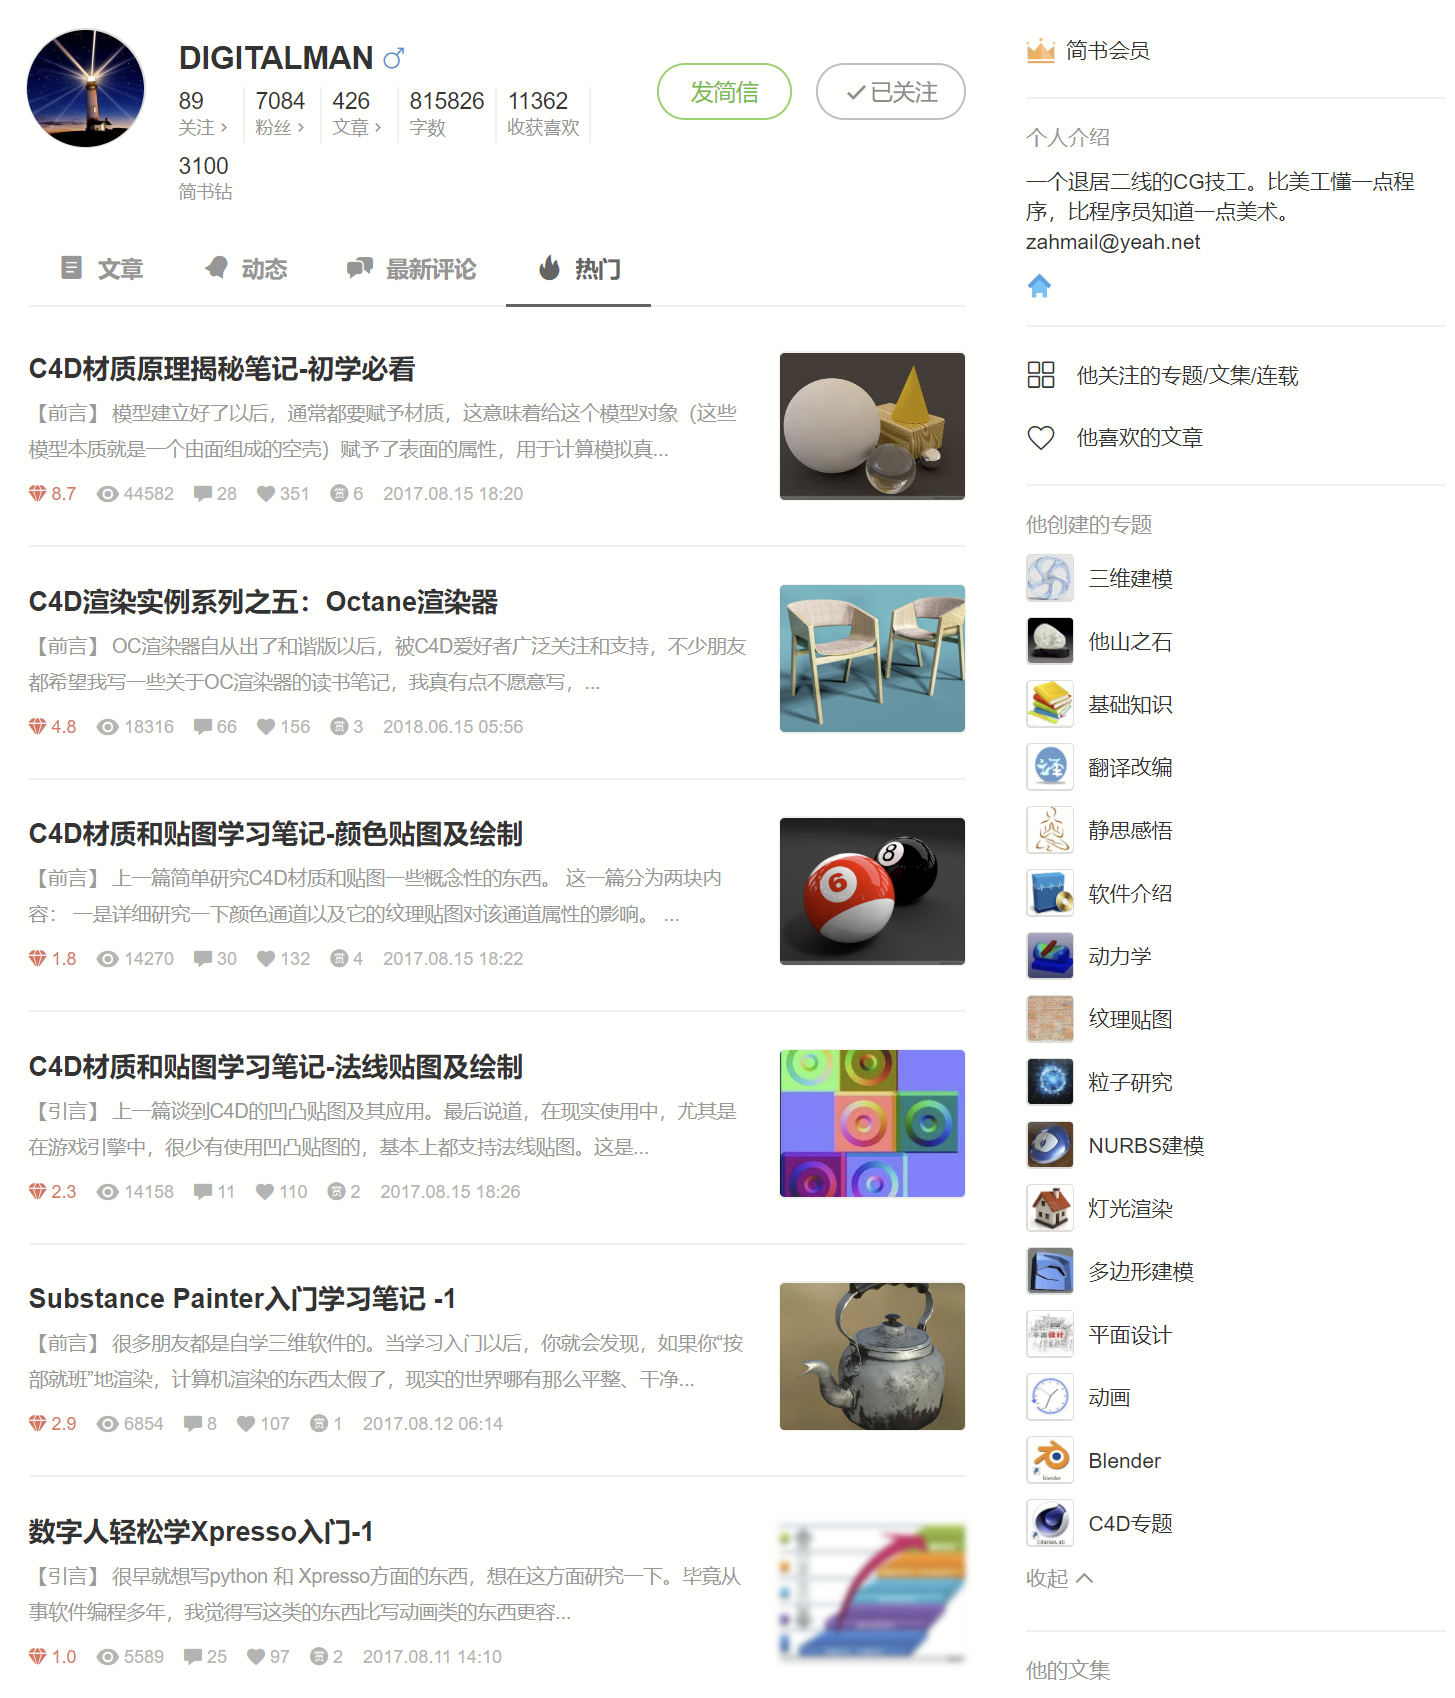 DIGITALMAN
89
关注
7084
粉丝
426
文章
815826
字数
11362
收获喜欢
3100
简书钻
发简信
已关注
文章
动态
最新评论
热门
C4D材质原理揭秘笔记-初学必看
【前言】 模型建立好了以后，通常都要赋予材质，这意味着给这个模型对象（这些
模型本质就是一个由面组成的空壳）赋予了表面的属性，用于计算模拟真...
8.7 44582 28 351 赏 6 2017.08.15 18:20
C4D渲染实例系列之五：Octane渲染器
【前言】 OC渲染器自从出了和谐版以后，被C4D爱好者广泛关注和支持，不少朋友
都希望我写一些关于OC渲染器的读书笔记，我真有点不愿意写，...
4.8 18316 66 156 赏 3 2018.06.15 05:56
C4D材质和贴图学习笔记-颜色贴图及绘制
【前言】 上一篇简单研究C4D材质和贴图一些概念性的东西。 这一篇分为两块内
容： 一是详细研究一下颜色通道以及它的纹理贴图对该通道属性的影响。 ...
1.8 14270 30 132 赏 4 2017.08.15 18:22
6
8
C4D材质和贴图学习笔记-法线贴图及绘制
【引言】 上一篇谈到C4D的凹凸贴图及其应用。最后说道，在现实使用中，尤其是
在游戏引擎中，很少有使用凹凸贴图的，基本上都支持法线贴图。这是...
2.3 14158 11 110 赏 2 2017.08.15 18:26
Substance Painter入门学习笔记 -1
【前言】 很多朋友都是自学三维软件的。当学习入门以后，你就会发现，如果你“按
部就班”地渲染，计算机渲染的东西太假了，现实的世界哪有那么平整、干净...
2.9 6854 8 107 赏 1 2017.08.12 06:14
数字人轻松学Xpresso入门-1
【引言】 很早就想写python 和 Xpresso方面的东西，想在这方面研究一下。毕竟从
事软件编程多年，我觉得写这类的东西比写动画类的东西更容...
1.0 5589 25 97 赏 2 2017.08.11 14:10
简书会员
个人介绍
一个退居二线的CG技工。比美工懂一点程
序，比程序员知道一点美术。
zahmail@yeah.net
他关注的专题/文集/连载
他喜欢的文章
他创建的专题
三维建模
他山之石
基础知识
译
翻译改编
静思感悟
软件介绍
动力学
纹理贴图
粒子研究
NURBS建模
灯光渲染
多边形建模
平面设计
平面设计
动画
blender
Blender
CINEMA 4D
C4D专题
收起
他的文集